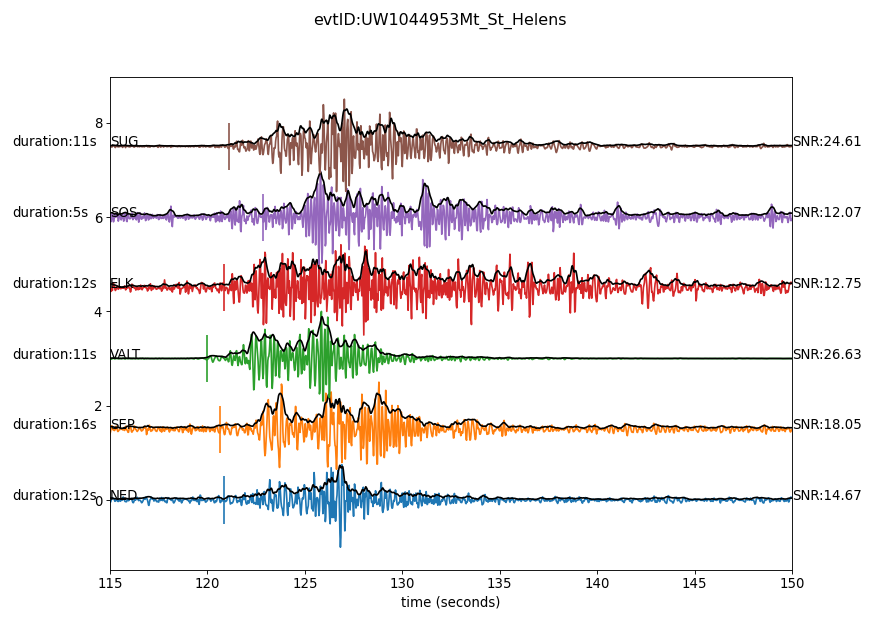 evtID:UW1044953Mt_St_Helens
8
duration:11s SUG SNR:24.61
duration:5s SOS SNR:12.07
6
duration:12s ELK SNR:12.75
4
duration:11s VALT SNR:26.63
2
duration:16s SEP SNR:18.05
duration:12s NED SNR:14.67
0
115 120 125 130 135 140 145 150
time (seconds)